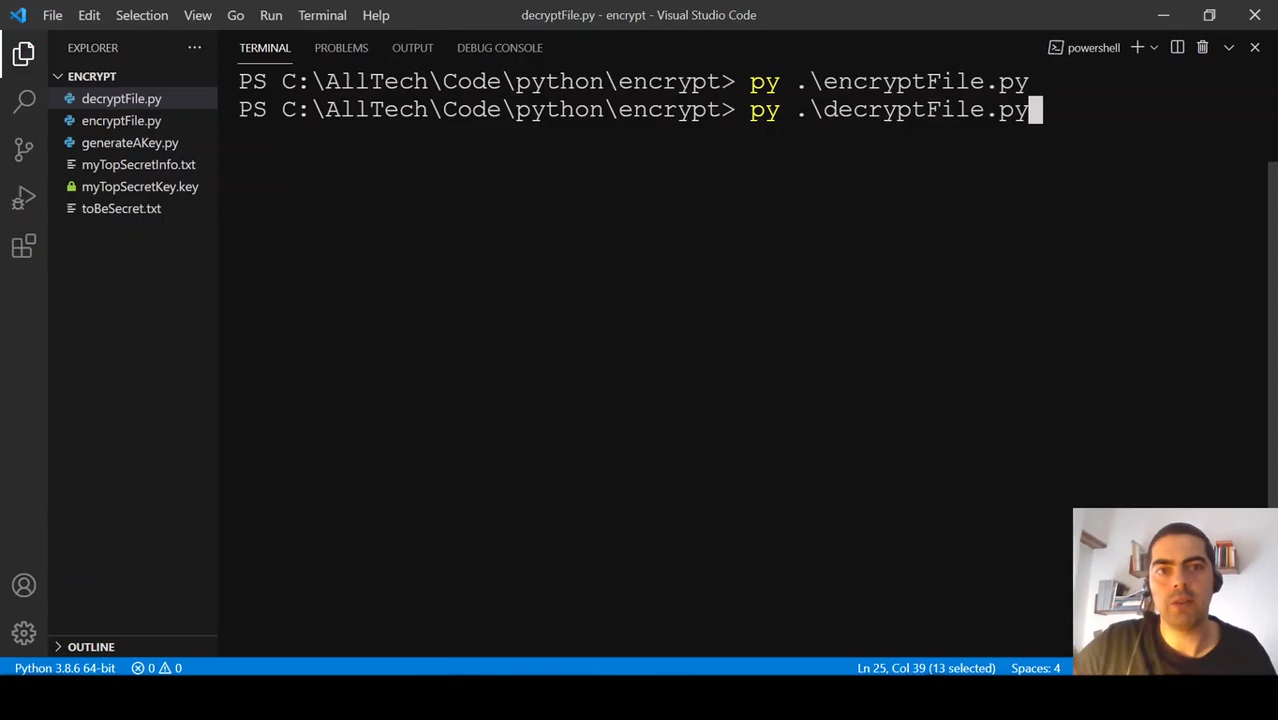 File Edit Selection View Go Run Terminal Help decryptFile.py - encrypt - Visual Studio Code
EXPLORER ... TERMINAL PROBLEMS OUTPUT DEBUG CONSOLE powershell
ENCRYPT
decryptFile.py
encryptFile.py
generateAKey.py
myTopSecretInfo.txt
myTopSecretKey.key
toBeSecret.txt
PS C:\AllTech\Code\python\encrypt> py .\encryptFile.py
PS C:\AllTech\Code\python\encrypt> py .\decryptFile.py
OUTLINE
Python 3.8.6 64-bit 0 0 Ln 25, Col 39 (13 selected) Spaces: 4